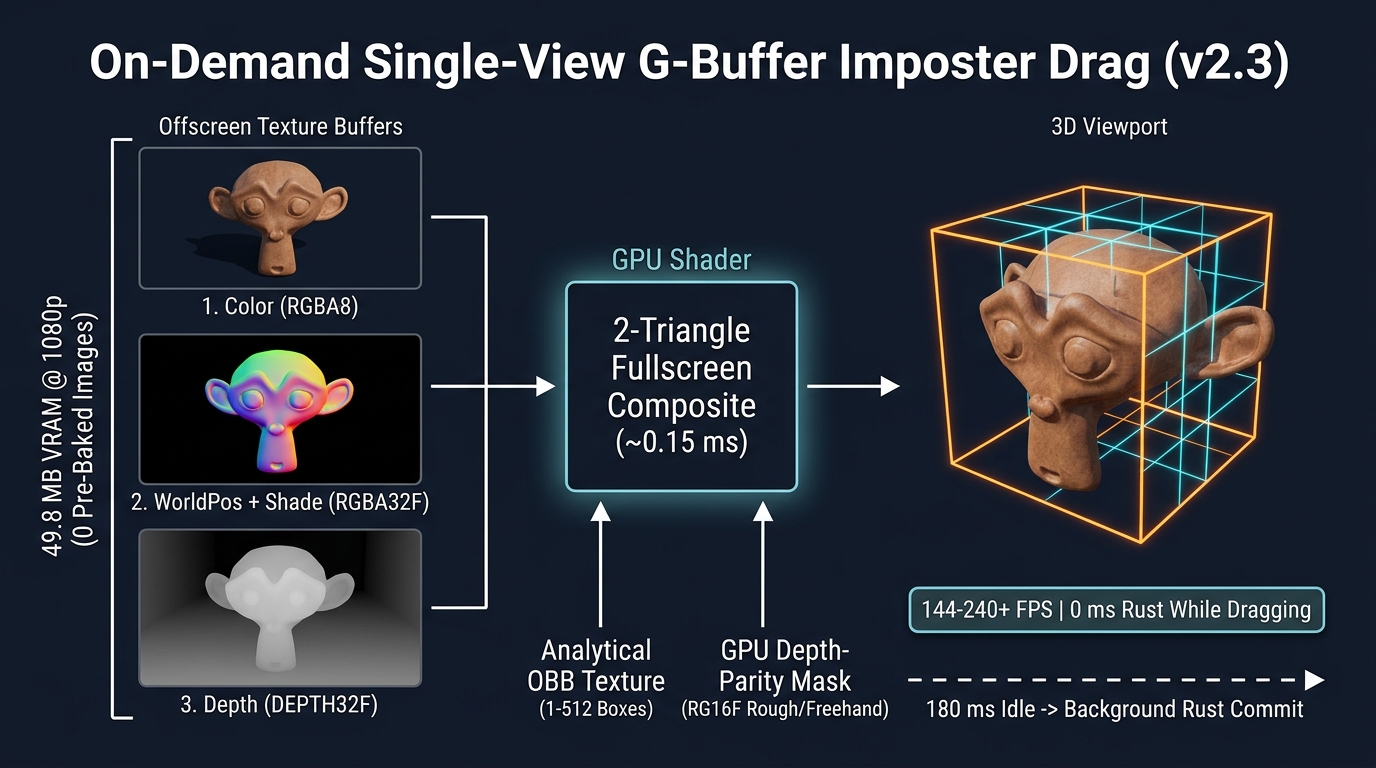 On-Demand Single-View G-Buffer Imposter Drag (v2.3)
Offscreen Texture Buffers
49.8 MB VRAM @ 1080p
(0 Pre-Baked Images)
1. Color (RGBA8)
2. WorldPos + Shade (RGBA32F)
3. Depth (DEPTH32F)
GPU Shader
2-Triangle
Fullscreen
Composite
(~0.15 ms)
Analytical
OBB Texture
(1-512 Boxes)
GPU Depth-
Parity Mask
(RG16F Rough/Freehand)
3D Viewport
144-240+ FPS | 0 ms Rust While Dragging
180 ms Idle -> Background Rust Commit